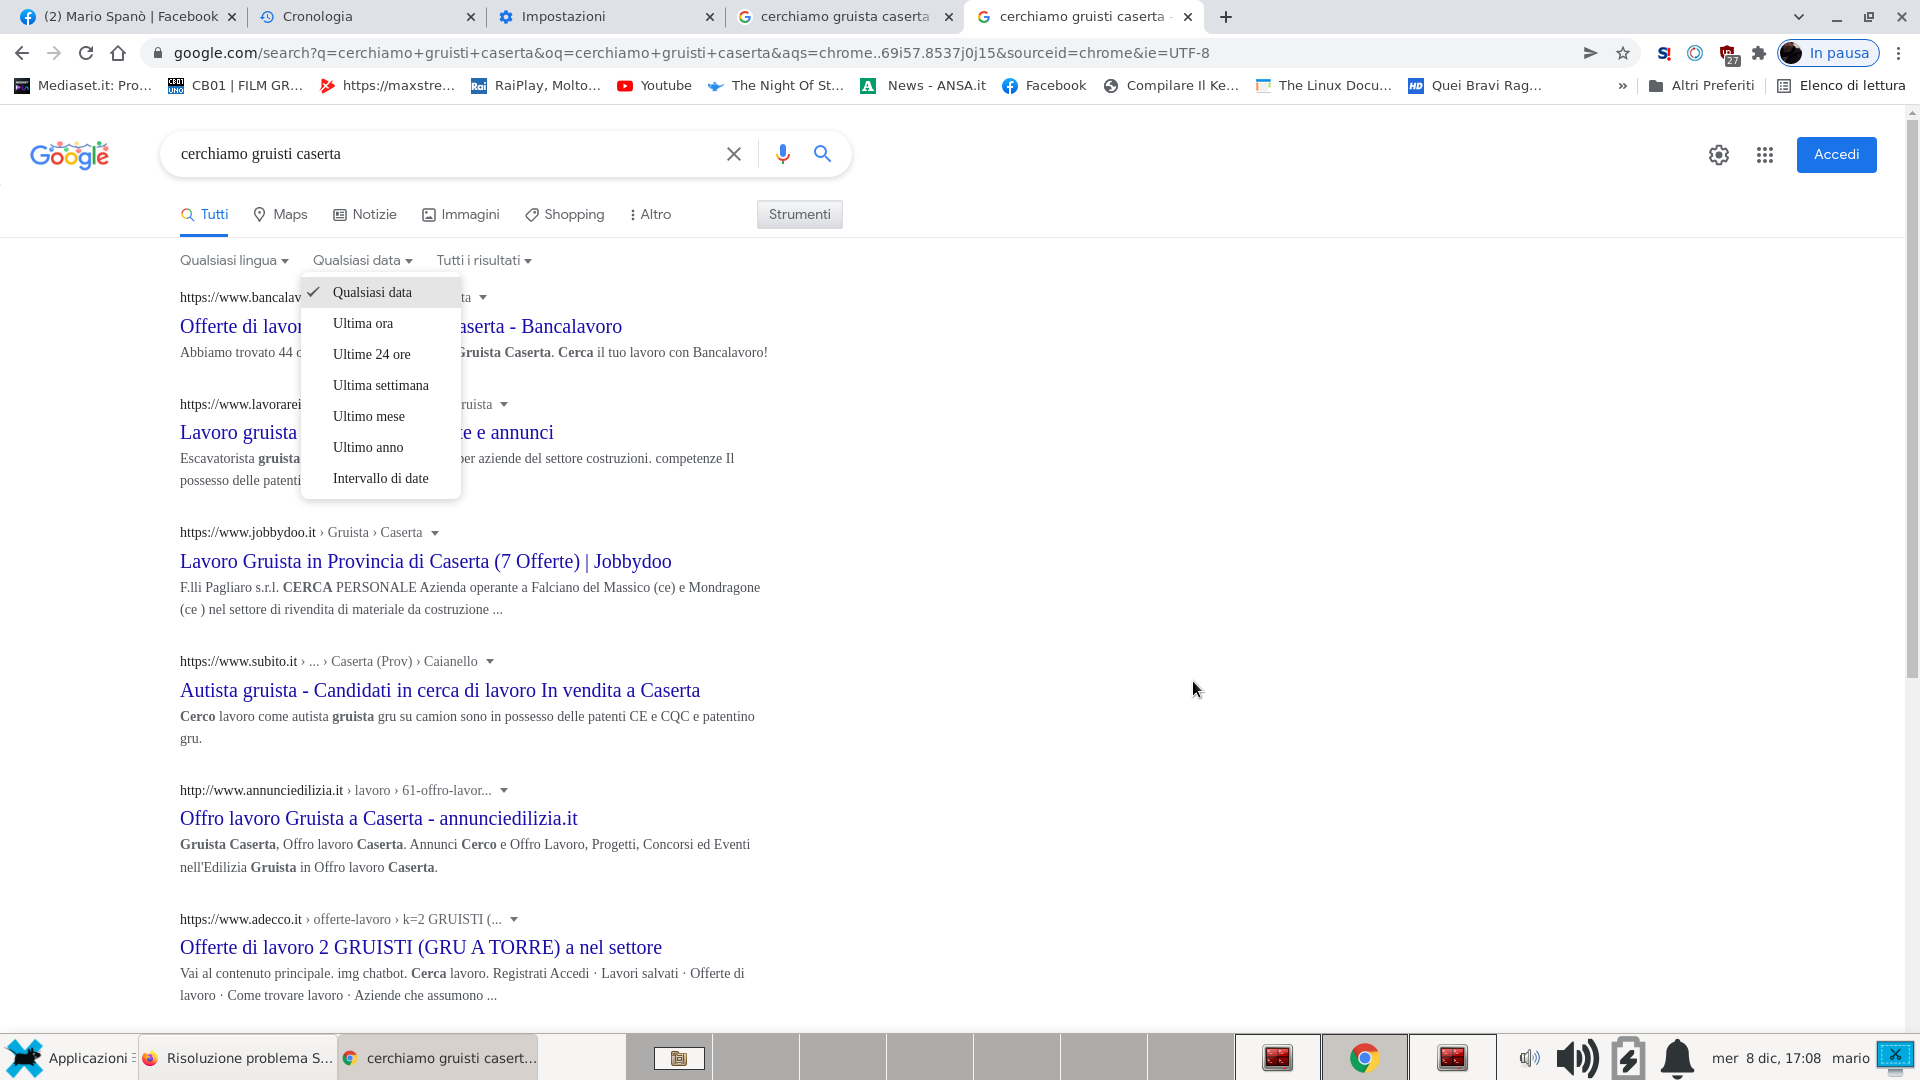 (2) Mario Spanò | Facebook
Cronologia
Impostazioni
cerchiamo gruista caserta
cerchiamo gruisti caserta -
google.com/search?q=cerchiamo+gruisti+caserta&oq=cerchiamo+gruisti+caserta&aqs=chrome..69i57.8537j0j15&sourceid=chrome&ie=UTF-8
27
In pausa
Mediaset.it: Pro...
CB01 | FILM GR...
https://maxstre...
RaiPlay, Molto...
Youtube
The Night Of St...
News - ANSA.it
Facebook
Compilare Il Ke...
The Linux Docu...
Quei Bravi Rag...
»
Altri Preferiti
Elenco di lettura
Google
cerchiamo gruisti caserta
Accedi
Tutti
Maps
Notizie
Immagini
Shopping
Altro
Strumenti
Qualsiasi lingua
Qualsiasi data
Tutti i risultati
Qualsiasi data
Ultima ora
Ultime 24 ore
Ultima settimana
Ultimo mese
Ultimo anno
Intervallo di date
https://www.bancalav ta
Offerte di lavor aserta - Bancalavoro
Abbiamo trovato 44 o Gruista Caserta. Cerca il tuo lavoro con Bancalavoro!
https://www.lavorarei ruista
Lavoro gruista te e annunci
Escavatorista gruista per aziende del settore costruzioni. competenze Il
possesso delle patenti
https://www.jobbydoo.it › Gruista › Caserta
Lavoro Gruista in Provincia di Caserta (7 Offerte) | Jobbydoo
F.lli Pagliaro s.r.l. CERCA PERSONALE Azienda operante a Falciano del Massico (ce) e Mondragone
(ce ) nel settore di rivendita di materiale da costruzione ...
https://www.subito.it › ... › Caserta (Prov) › Caianello
Autista gruista - Candidati in cerca di lavoro In vendita a Caserta
Cerco lavoro come autista gruista gru su camion sono in possesso delle patenti CE e CQC e patentino
gru.
http://www.annunciedilizia.it › lavoro › 61-offro-lavor...
Offro lavoro Gruista a Caserta - annunciedilizia.it
Gruista Caserta, Offro lavoro Caserta. Annunci Cerco e Offro Lavoro, Progetti, Concorsi ed Eventi
nell'Edilizia Gruista in Offro lavoro Caserta.
https://www.adecco.it › offerte-lavoro › k=2 GRUISTI (...
Offerte di lavoro 2 GRUISTI (GRU A TORRE) a nel settore
Vai al contenuto principale. img chatbot. Cerca lavoro. Registrati Accedi · Lavori salvati · Offerte di
lavoro · Come trovare lavoro · Aziende che assumono ...
Applicazioni
Risoluzione problema S...
cerchiamo gruisti casert...
mer 8 dic, 17:08
mario